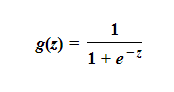 g(z) = 1 / (1 + e^{-z})